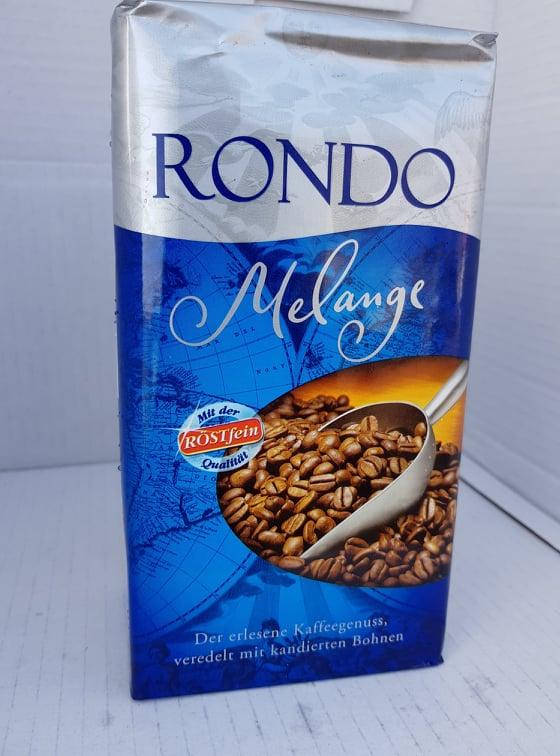 RONDO
Melange
Mit der
RÖSTfein
Qualität
Der erlesene Kaffeegenuss,
veredelt mit kandierten Bohnen